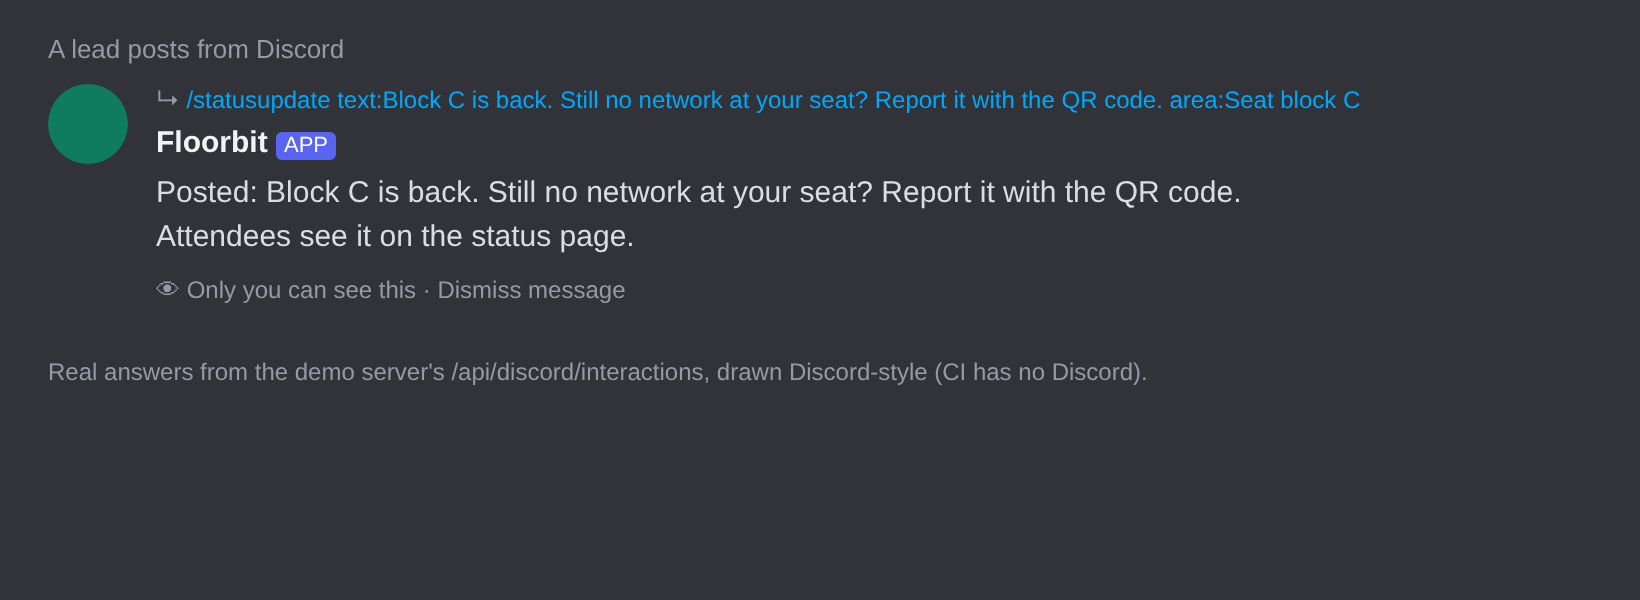 A lead posts from Discord
/statusupdate text:Block C is back. Still no network at your seat? Report it with the QR code. area:Seat block C
Floorbit APP
Posted: Block C is back. Still no network at your seat? Report it with the QR code.
Attendees see it on the status page.
Only you can see this · Dismiss message
Real answers from the demo server's /api/discord/interactions, drawn Discord-style (CI has no Discord).